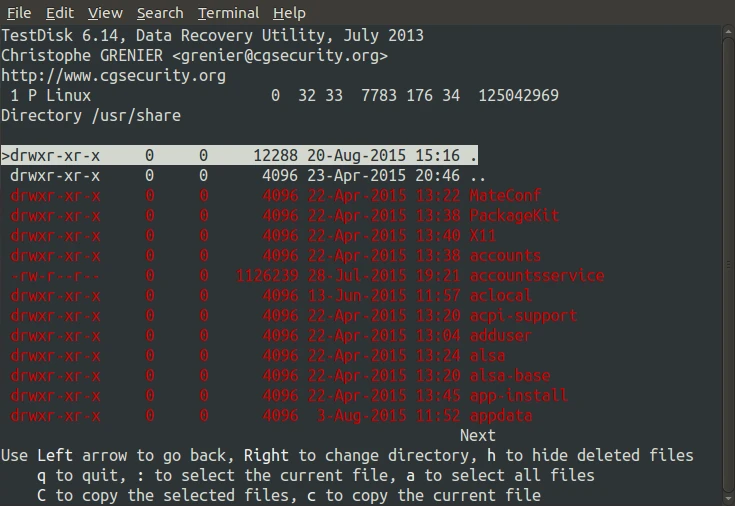 File Edit View Search Terminal Help
TestDisk 6.14, Data Recovery Utility, July 2013
Christophe GRENIER <grenier@cgsecurity.org>
http://www.cgsecurity.org
1 P Linux 0 32 33 7783 176 34 125042969
Directory /usr/share
>drwxr-xr-x 0 0 12288 20-Aug-2015 15:16 .
drwxr-xr-x 0 0 4096 23-Apr-2015 20:46 ..
drwxr-xr-x 0 0 4096 22-Apr-2015 13:22 MateConf
drwxr-xr-x 0 0 4096 22-Apr-2015 13:38 PackageKit
drwxr-xr-x 0 0 4096 22-Apr-2015 13:40 X11
drwxr-xr-x 0 0 4096 22-Apr-2015 13:38 accounts
-rw-r--r-- 0 0 1126239 28-Jul-2015 19:21 accountsservice
drwxr-xr-x 0 0 4096 13-Jun-2015 11:57 aclocal
drwxr-xr-x 0 0 4096 22-Apr-2015 13:20 acpi-support
drwxr-xr-x 0 0 4096 22-Apr-2015 13:04 adduser
drwxr-xr-x 0 0 4096 22-Apr-2015 13:24 alsa
drwxr-xr-x 0 0 4096 22-Apr-2015 13:20 alsa-base
drwxr-xr-x 0 0 4096 22-Apr-2015 13:45 app-install
drwxr-xr-x 0 0 4096 3-Aug-2015 11:52 appdata
Next
Use Left arrow to go back, Right to change directory, h to hide deleted files
q to quit, : to select the current file, a to select all files
C to copy the selected files, c to copy the current file